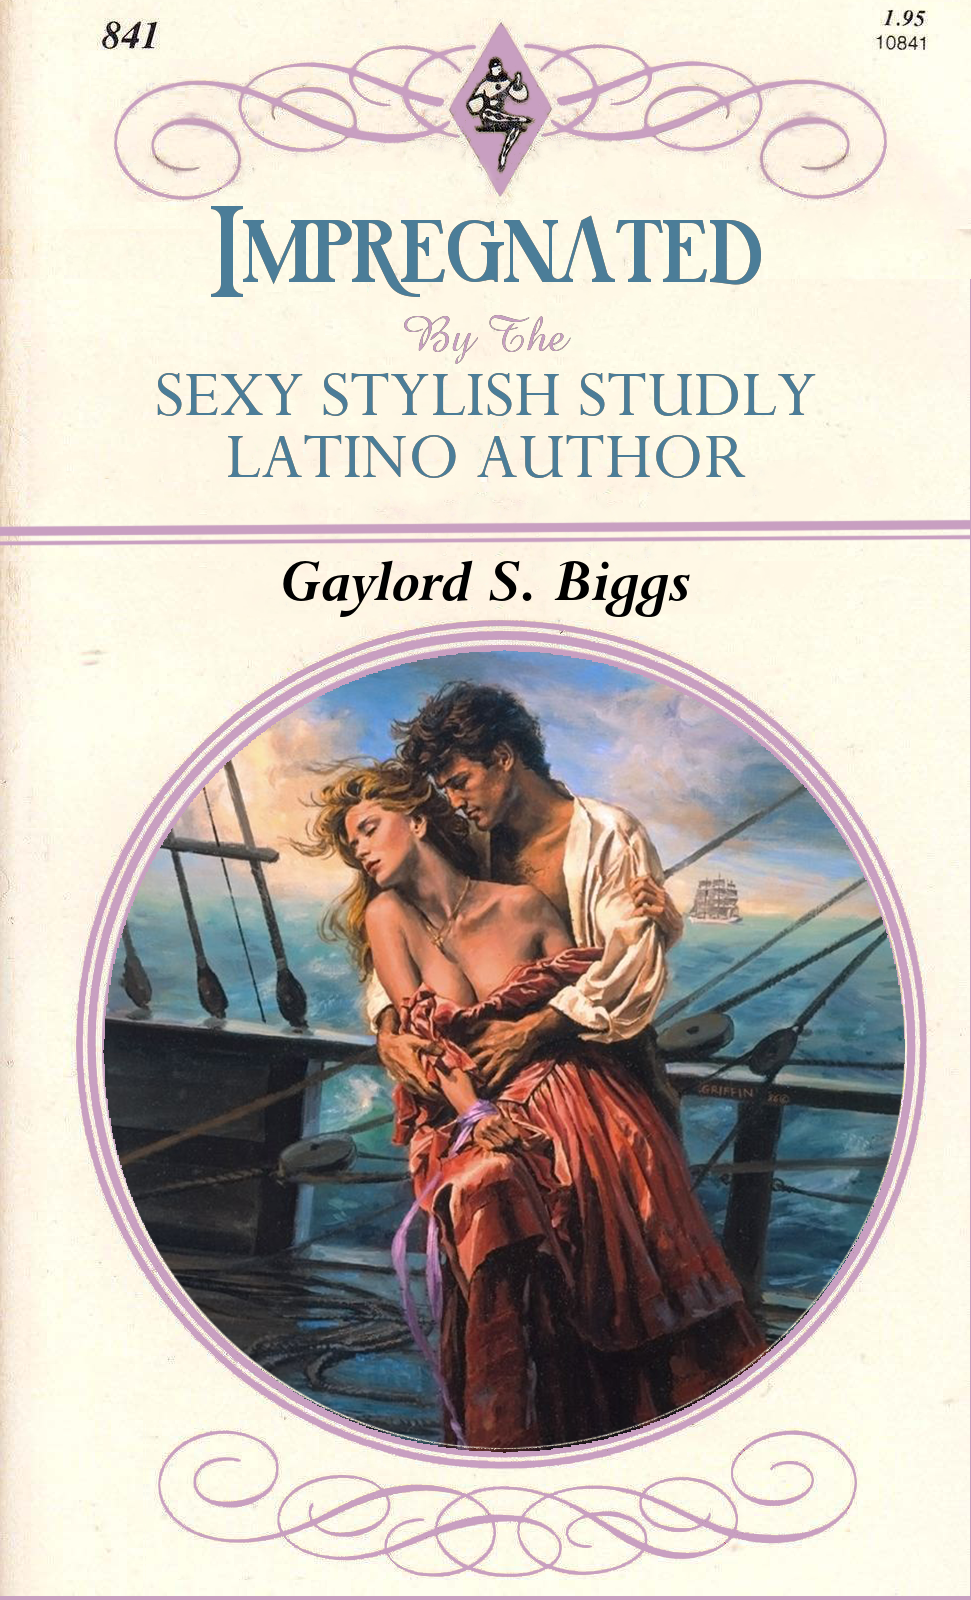 841
1.95
10841
IMPREGNATED
By The
SEXY STYLISH STUDLY
LATINO AUTHOR
Gaylord S. Biggs
GRIFFIN